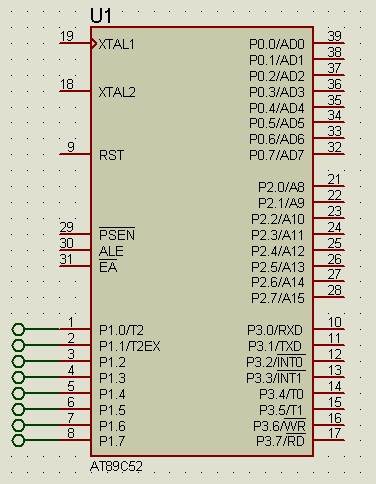 U1
19 XTAL1 P0.0/AD0 39
P0.1/AD1 38
P0.2/AD2 37
18 XTAL2 P0.3/AD3 36
P0.4/AD4 35
P0.5/AD5 34
P0.6/AD6 33
9 RST P0.7/AD7 32
P2.0/A8 21
P2.1/A9 22
P2.2/A10 23
29 PSEN P2.3/A11 24
30 ALE P2.4/A12 25
31 EA P2.5/A13 26
P2.6/A14 27
P2.7/A15 28
1 P1.0/T2 P3.0/RXD 10
2 P1.1/T2EX P3.1/TXD 11
3 P1.2 P3.2/INT0 12
4 P1.3 P3.3/INT1 13
5 P1.4 P3.4/T0 14
6 P1.5 P3.5/T1 15
7 P1.6 P3.6/WR 16
8 P1.7 P3.7/RD 17
AT89C52